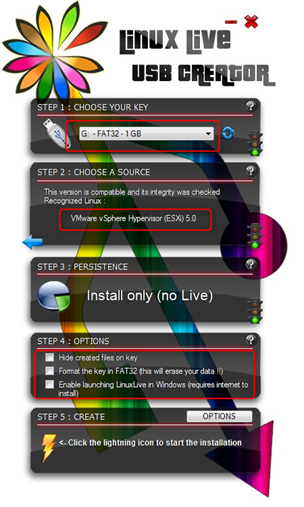 Linux Live
USB Creator
STEP 1 : CHOOSE YOUR KEY
?
G: - FAT32 - 1 GB
STEP 2 : CHOOSE A SOURCE
?
This version is compatible and its integrity was checked
Recognized Linux :
VMware vSphere Hypervisor (ESXi) 5.0
STEP 3 : PERSISTENCE
?
Install only (no Live)
STEP 4 : OPTIONS
?
Hide created files on key
Format the key in FAT32 (this will erase your data !!)
Enable launching LinuxLive in Windows (requires internet to
install)
STEP 5 : CREATE
OPTIONS
?
<- Click the lightning icon to start the installation